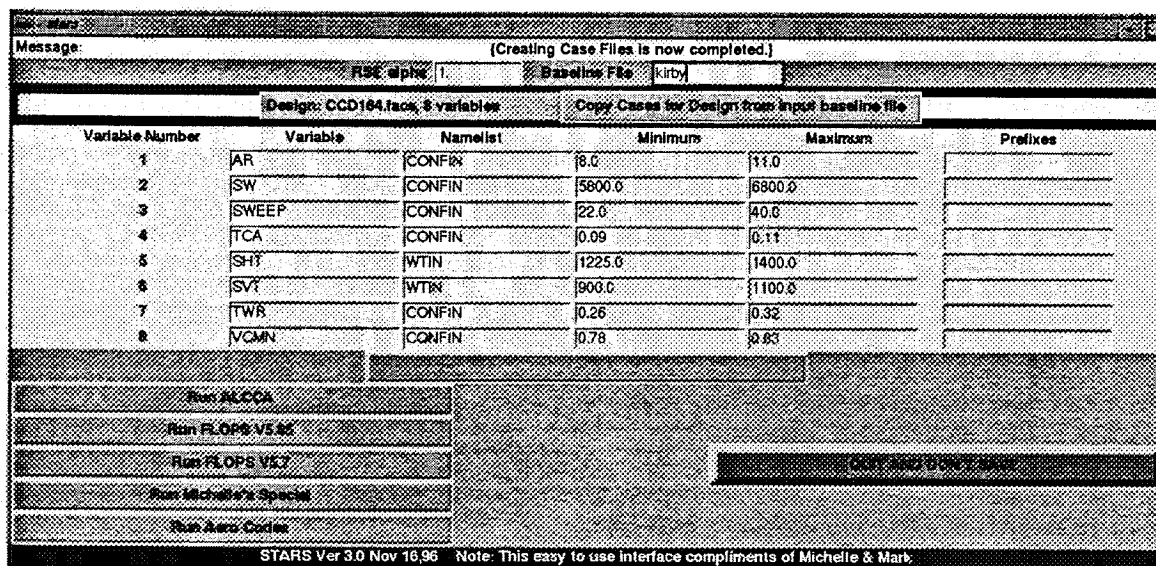 stars
Message: {Creating Case Files is now completed.}
RSE alpha 1. Baseline File kirby
Design: CCD164.facs, 8 variables Copy Cases for Design from input baseline file
Variable Number Variable Namelist Minimum Maximum Prefixes
1 AR CONFIN 8.0 11.0
2 SW CONFIN 5800.0 6800.0
3 SWEEP CONFIN 22.0 40.0
4 TCA CONFIN 0.09 0.11
5 SHT WTIN 1225.0 1400.0
6 SVT WTIN 900.0 1100.0
7 TWR CONFIN 0.26 0.32
8 VCMN CONFIN 0.78 0.83
Run ALCCA
Run FLOPS V5.85
Run FLOPS V5.7
QUIT AND DON'T SAVE
Run Michelle's Special
Run Aero Codes
STARS Ver 3.0 Nov 16,96 Note: This easy to use interface compliments of Michelle & Mark